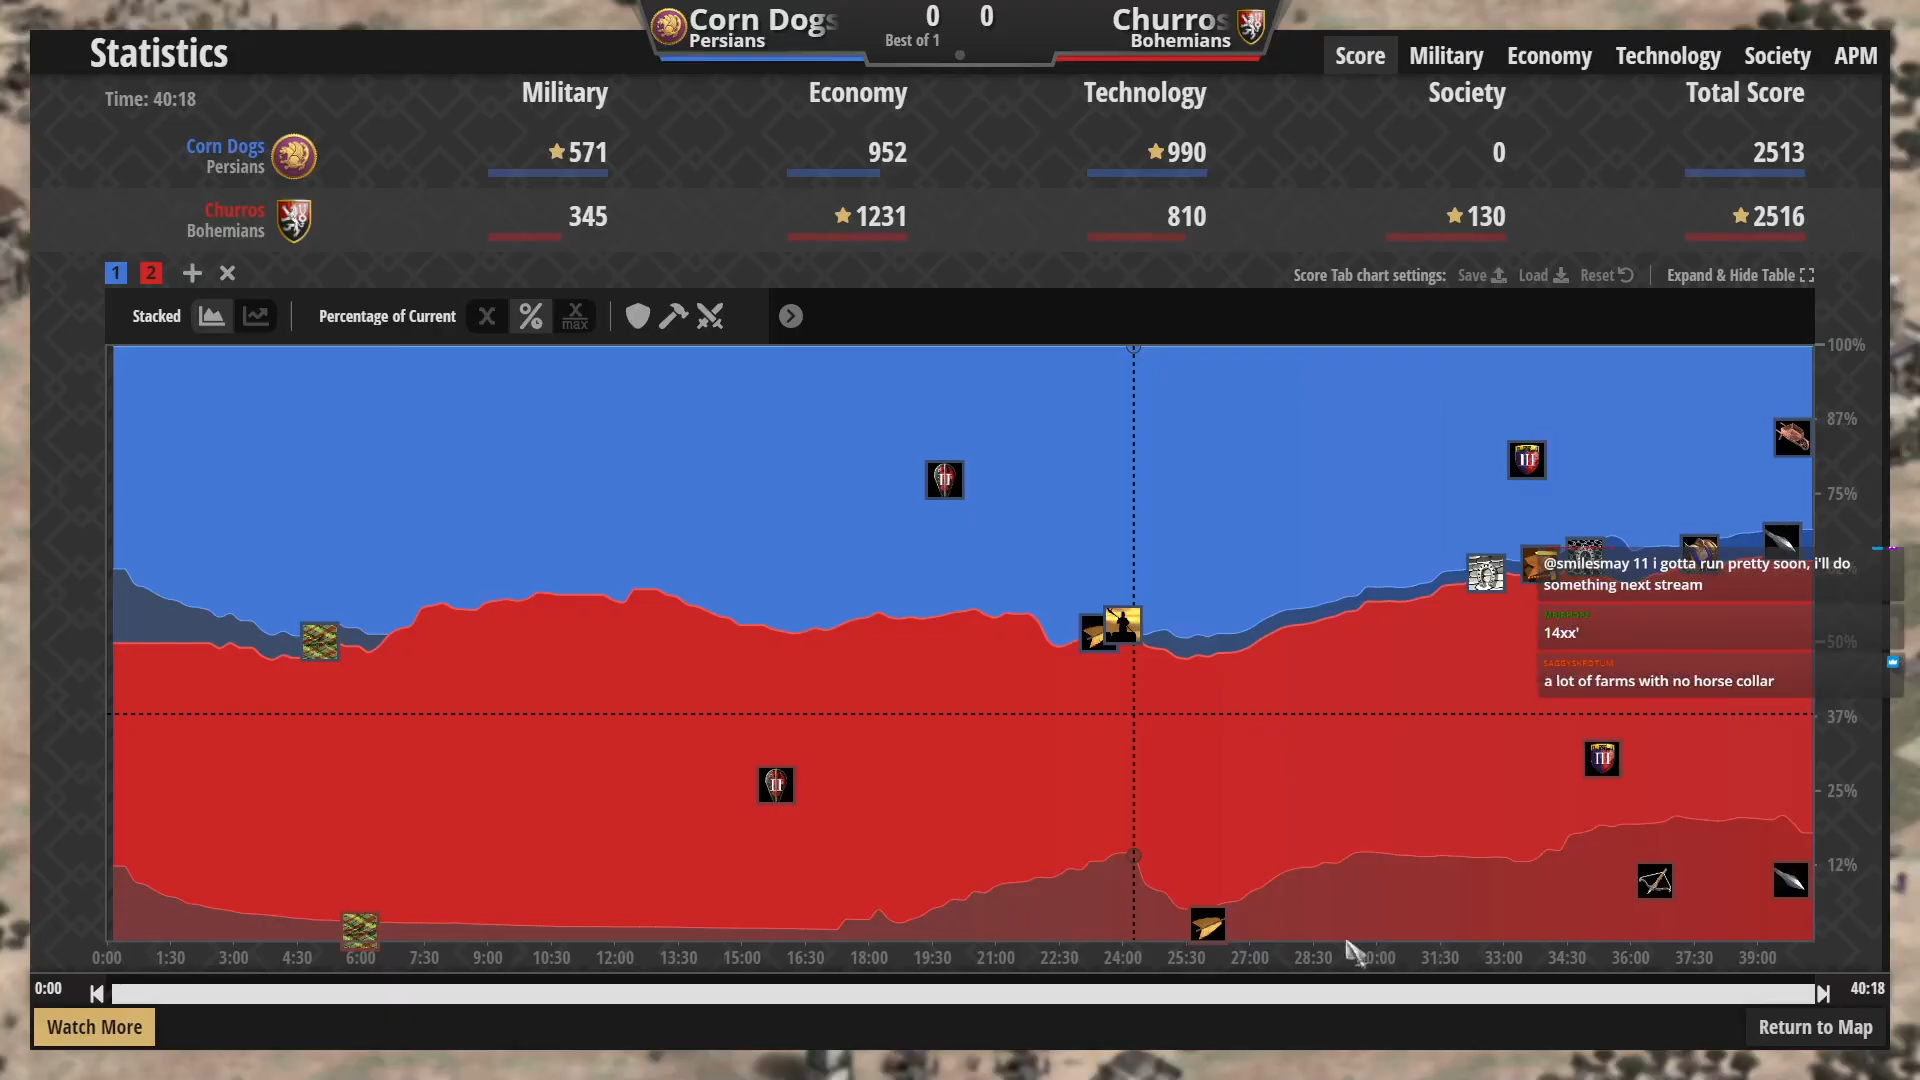 Corn Dogs
Persians
0 0
Best of 1
Churros
Bohemians
Statistics
Score Military Economy Technology Society APM
Time: 40:18
Military Economy Technology Society Total Score
Corn Dogs
Persians
571 952 990 0 2513
Churros
Bohemians
345 1231 810 130 2516
1 2
Score Tab chart settings: Save Load Reset Expand & Hide Table
Stacked Percentage of Current X % X max
100%
87%
75%
50%
37%
25%
12%
II
III
II
III
@smilesmay 11 i gotta run pretty soon, i'll do
something next stream
14xx'
SAGGYSKROTUM
a lot of farms with no horse collar
0:00 1:30 3:00 4:30 6:00 7:30 9:00 10:30 12:00 13:30 15:00 16:30 18:00 19:30 21:00 22:30 24:00 25:30 27:00 28:30 30:00 31:30 33:00 34:30 36:00 37:30 39:00
0:00 40:18
Watch More
Return to Map